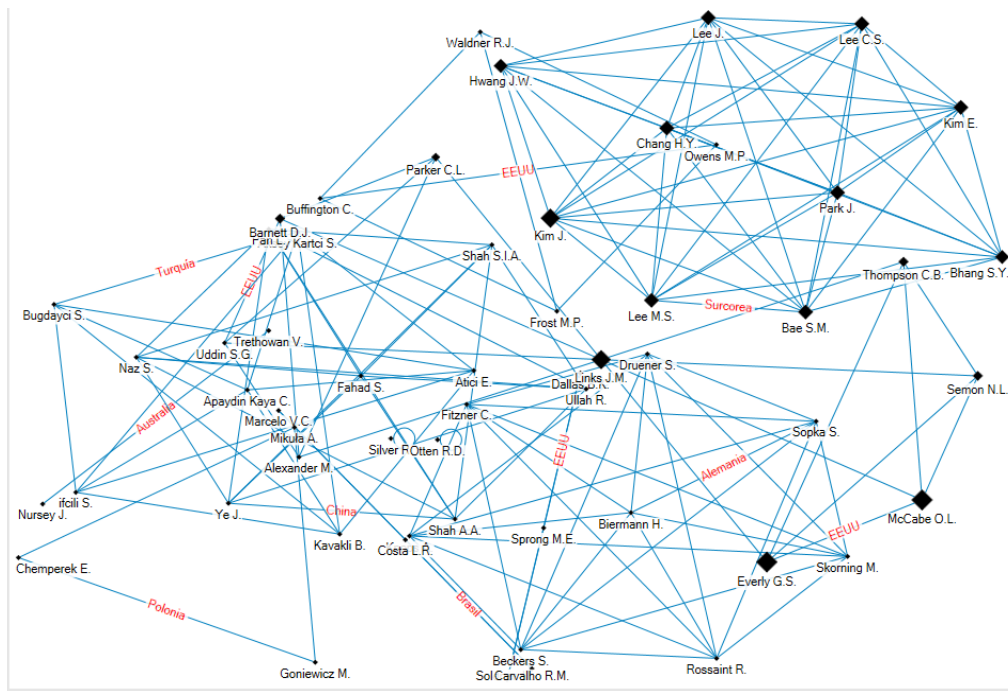 Lee J.
Lee C.S.
Waldner R.J.
Hwang J.W.
Kim E.
Chang H.Y.
Owens M.P.
Parker C.L.
EEUU
Buffington C.
Park J.
Barnett D.J.
Kartci S.
Kim J.
Shah S.I.A.
Turquía
EEUU
Thompson C.B.
Bhang S.Y.
Bugdayci S.
Lee M.S.
Surcorea
Bae S.M.
Frost M.P.
Trethowan V.
Uddin S.G.
Naz S.
Druener S.
Links J.M.
Fahad S.
Atici E.
Ullah R.
Semon N.L.
Apaydin Kaya C.
Marcelo V.C.
Fitzner C.
Australia
Mikula A.
Sopka S.
Silver R.
Otten R.D.
EEUU
Alemania
Alexander M.
Nursey J.
ifcili S.
Ye J.
China
Shah A.A.
Biermann H.
McCabe O.L.
EEUU
Kavakli B.
Costa L.R.
Sprong M.E.
Chemperek E.
Everly G.S.
Skorning M.
Polonia
Brasil
Goniewicz M.
Beckers S.
Carvalho R.M.
Rossaint R.